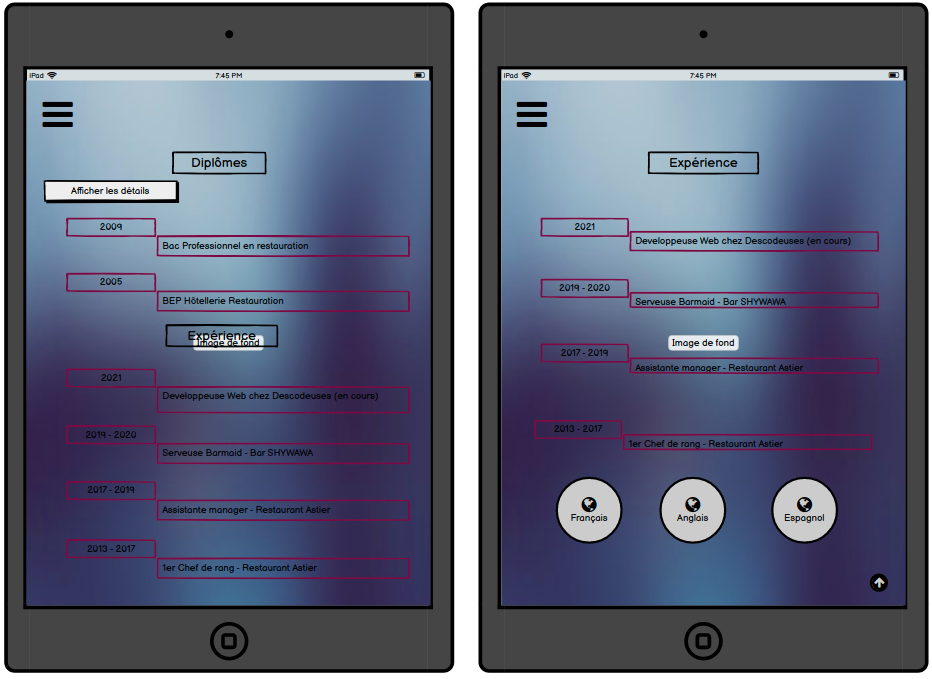 iPad
7:45 PM
Diplômes
Afficher les détails
2009
Bac Professionnel en restauration
2005
BEP Hôtellerie Restauration
Expérience
Image de fond
2021
Developpeuse Web chez Descodeuses (en cours)
2019 - 2020
Serveuse Barmaid - Bar SHYWAWA
2017 - 2019
Assistante manager - Restaurant Astier
2013 - 2017
1er Chef de rang - Restaurant Astier
iPad
7:45 PM
Expérience
2021
Developpeuse Web chez Descodeuses (en cours)
2019 - 2020
Serveuse Barmaid - Bar SHYWAWA
Image de fond
2017 - 2019
Assistante manager - Restaurant Astier
2013 - 2017
1er Chef de rang - Restaurant Astier
Français
Anglais
Espagnol